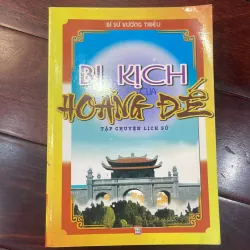 BÍ SỬ VƯƠNG TRIỀU
BI KỊCH
CỦA
HOÀNG ĐẾ
TẬP CHUYỆN LỊCH SỬ